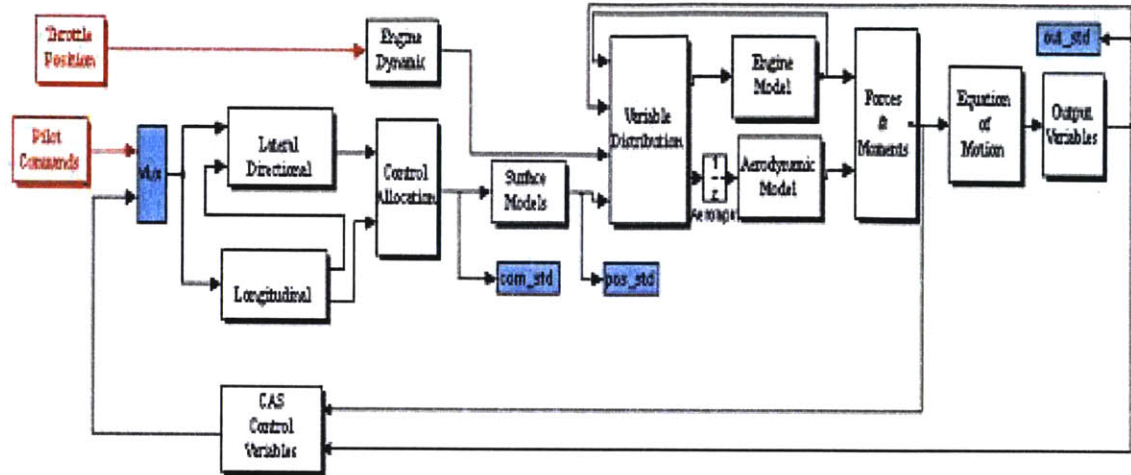 Throttle
Position
Engine
Dynamic
out_std
Pilot
Commands
Mux
Lateral
Directional
Control
Allocation
Surface
Models
Variable
Distribution
Engine
Model
1
z
Aerodynamic
Model
Forces
&
Moments
Equation
of
Motion
Output
Variables
Longitudinal
com_std
pos_std
CAS
Control
Variables